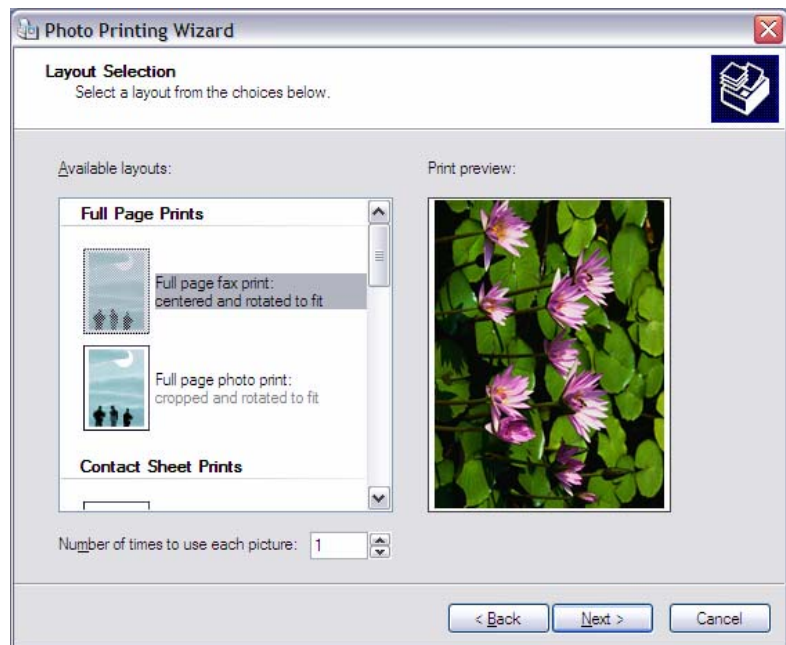 Photo Printing Wizard
Layout Selection
Select a layout from the choices below.
Available layouts:
Print preview:
Full Page Prints
Full page fax print:
centered and rotated to fit
Full page photo print:
cropped and rotated to fit
Contact Sheet Prints
Number of times to use each picture: 1
< Back
Next >
Cancel